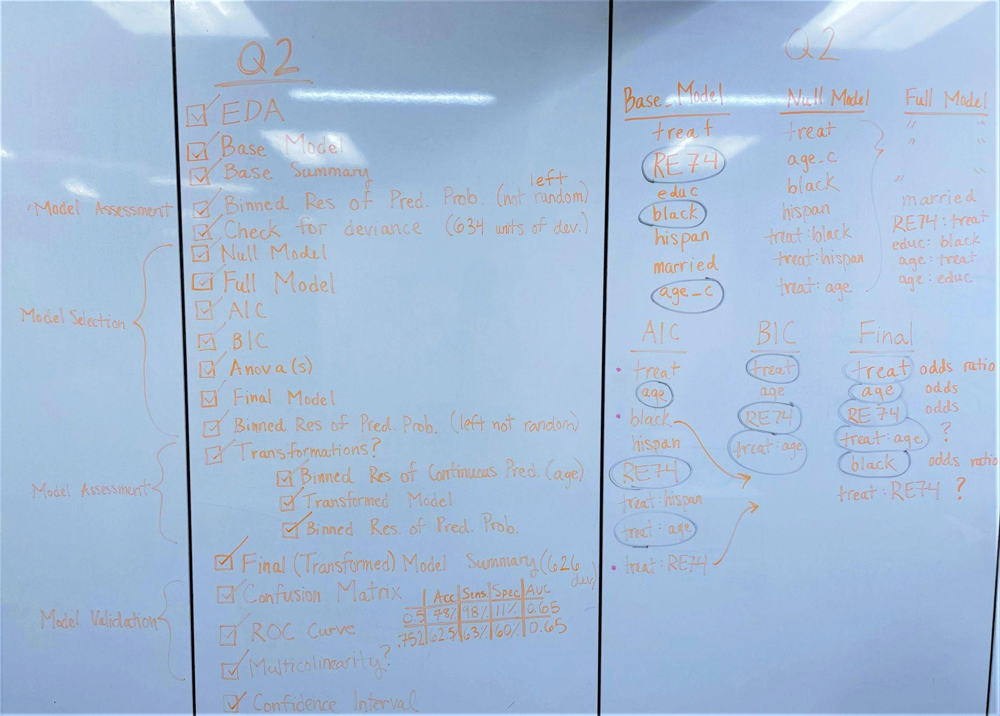 Q2
EDA
Base Model
Base Summary
Model Assessment
Binned Res of Pred. Prob. (left not random)
Check for deviance (634 units of dev.)
Model Selection
Null Model
Full Model
AIC
BIC
Anova(s)
Final Model
Binned Res of Pred. Prob. (left not random)
Model Assessment
Transformations?
Binned Res of Continuous Pred. (age)
Transformed Model
Binned Res. of Pred. Prob.
Final (Transformed) Model Summary (626 dev.)
Model Validation
Confusion Matrix
Acc. Sens. Spec AUC
0.5 78% 98% 11% 0.65
.752 62.5% 63% 60% 0.65
ROC Curve
Multicolinearity?
Confidence Interval
Q2
Base_Model
treat
RE74
educ
black
hispan
married
age_c
Null Model
treat
age_c
black
hispan
treat:black
treat:hispan
treat: age
Full Model
" "
" "
" "
married
RE74:treat
educ: black
age:treat
age:educ
AIC
• treat
age
• black
hispan
RE74
treat:hispan
treat: age
• treat: RE74
BIC
treat
age
RE74
treat:age
Final
treat odds ratio
age odds
RE74 odds
treat:age ?
black odds ratio
treat:RE74 ?